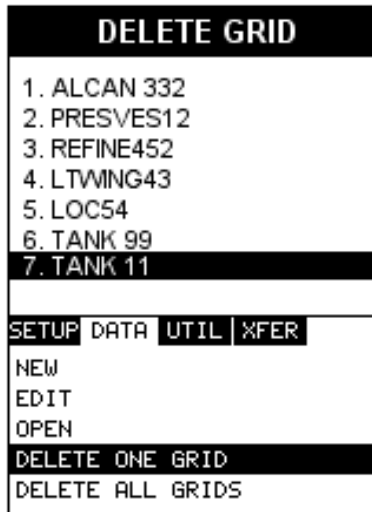 DELETE GRID
1. ALCAN 332
2. PRESVES12
3. REFINE452
4. LTWING43
5. LOC54
6. TANK 99
7. TANK 11
SETUP DATA UTIL XFER
NEW
EDIT
OPEN
DELETE ONE GRID
DELETE ALL GRIDS